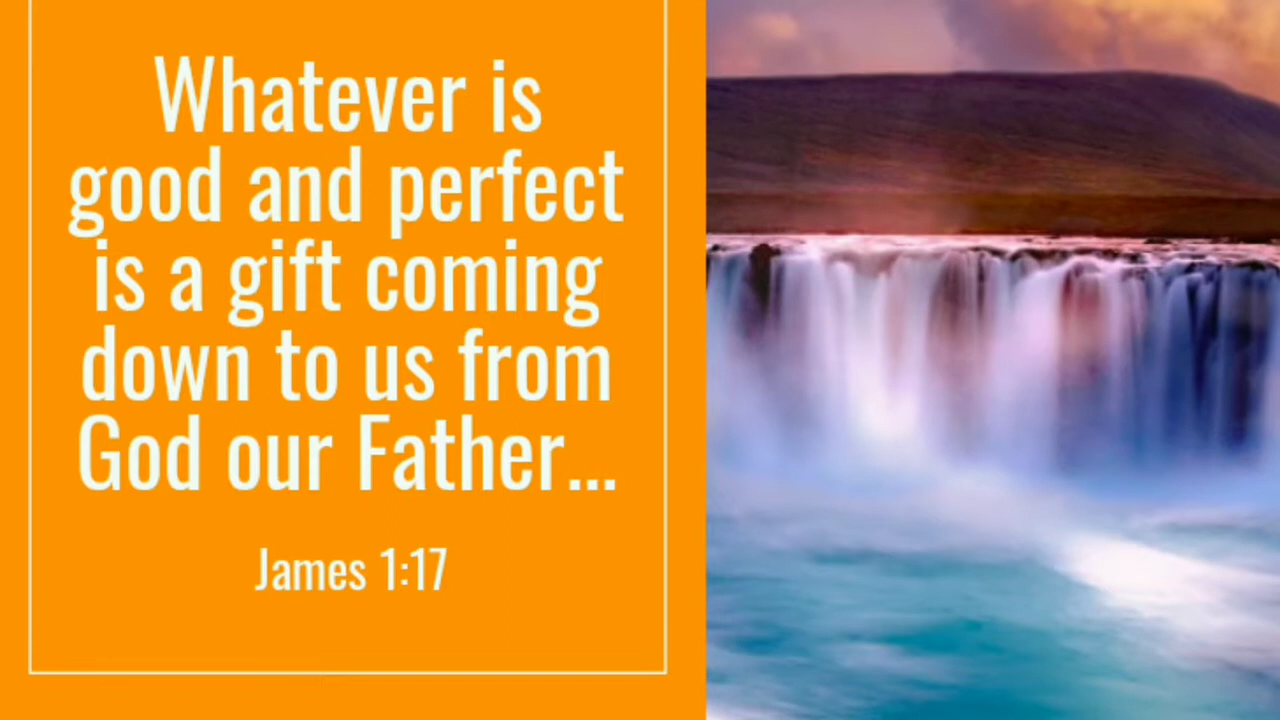 Whatever is
good and perfect
is a gift coming
down to us from
God our Father...
James 1:17